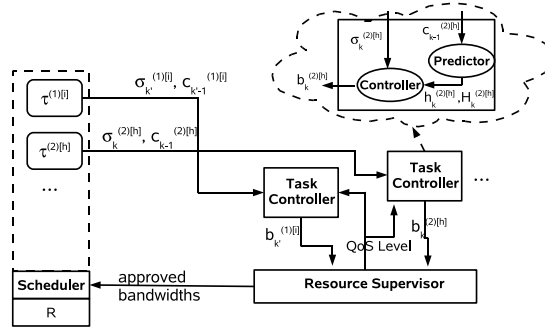 σk(2)[h]
ck-1(2)[h]
Predictor
bk(2)[h]
Controller
hk(2)[h],Hk(2)[h]
τ(1)[i]
σk'(1)[i], ck'-1(1)[i]
τ(2)[h]
σk(2)[h], ck-1(2)[h]
...
Task
Controller
Task
Controller
...
bk'(1)[i]
QoS Level
bk(2)[h]
Scheduler
R
approved
bandwidths
Resource Supervisor